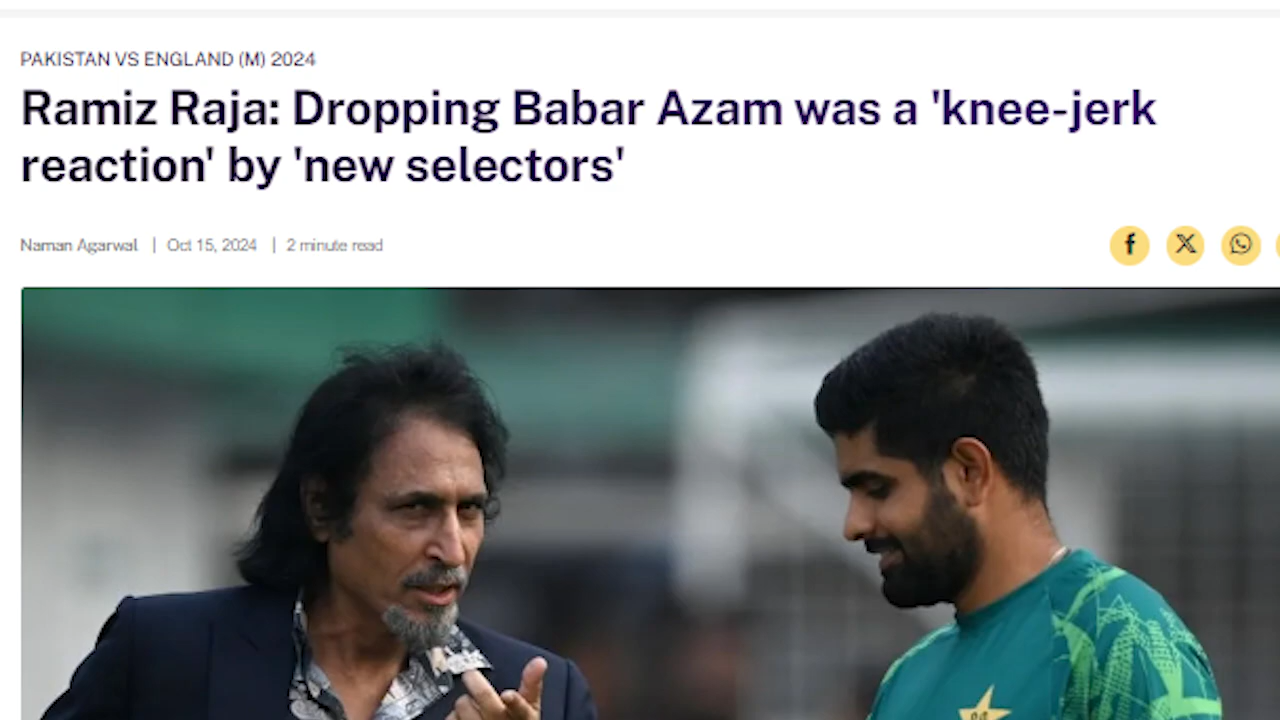 PAKISTAN VS ENGLAND (M) 2024
Ramiz Raja: Dropping Babar Azam was a 'knee-jerk
reaction' by 'new selectors'
Naman Agarwal | Oct 15, 2024 | 2 minute read